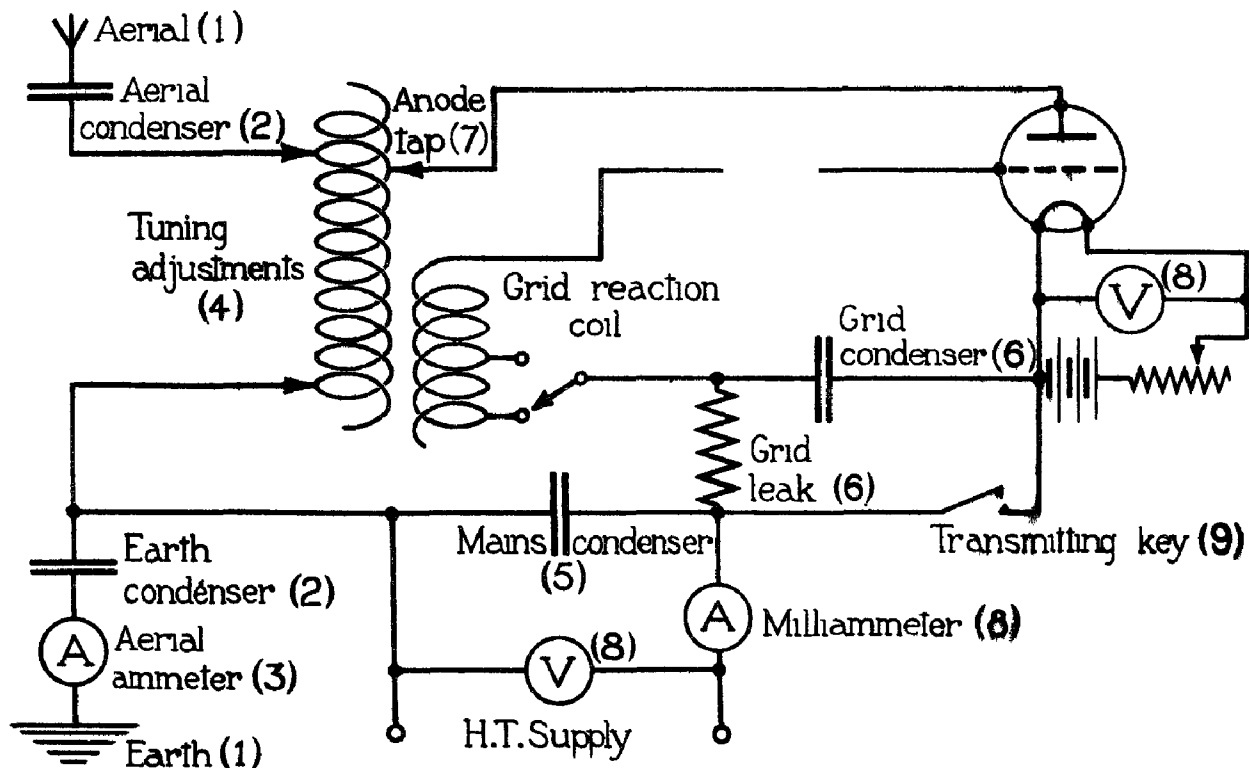 Aerial (1)
Aerial
condenser (2)
Anode
tap (7)
Tuning
adjustments
(4)
Grid reaction
coil
V
(8)
Grid
condenser (6)
Grid
leak (6)
Mains condenser
(5)
Transmitting key (9)
Earth
condenser (2)
A
Aerial
ammeter (3)
A
Milliammeter (8)
V
(8)
H.T. Supply
Earth (1)